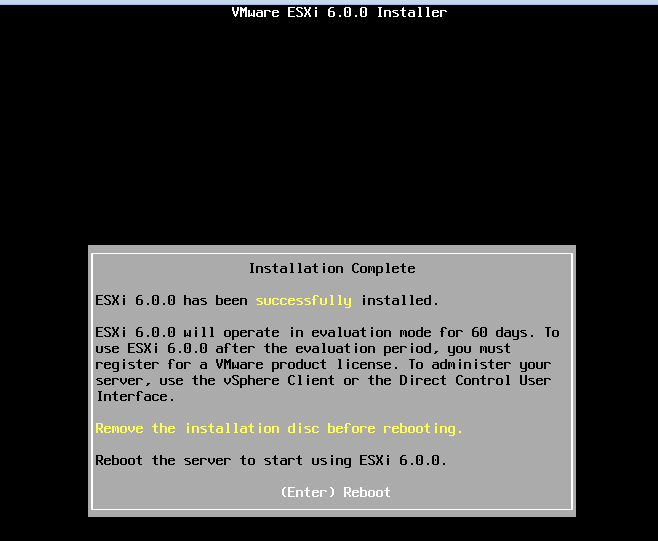 VMware ESXi 6.0.0 Installer
Installation Complete
ESXi 6.0.0 has been successfully installed.
ESXi 6.0.0 will operate in evaluation mode for 60 days. To
use ESXi 6.0.0 after the evaluation period, you must
register for a VMware product license. To administer your
server, use the vSphere Client or the Direct Control User
Interface.
Remove the installation disc before rebooting.
Reboot the server to start using ESXi 6.0.0.
(Enter) Reboot